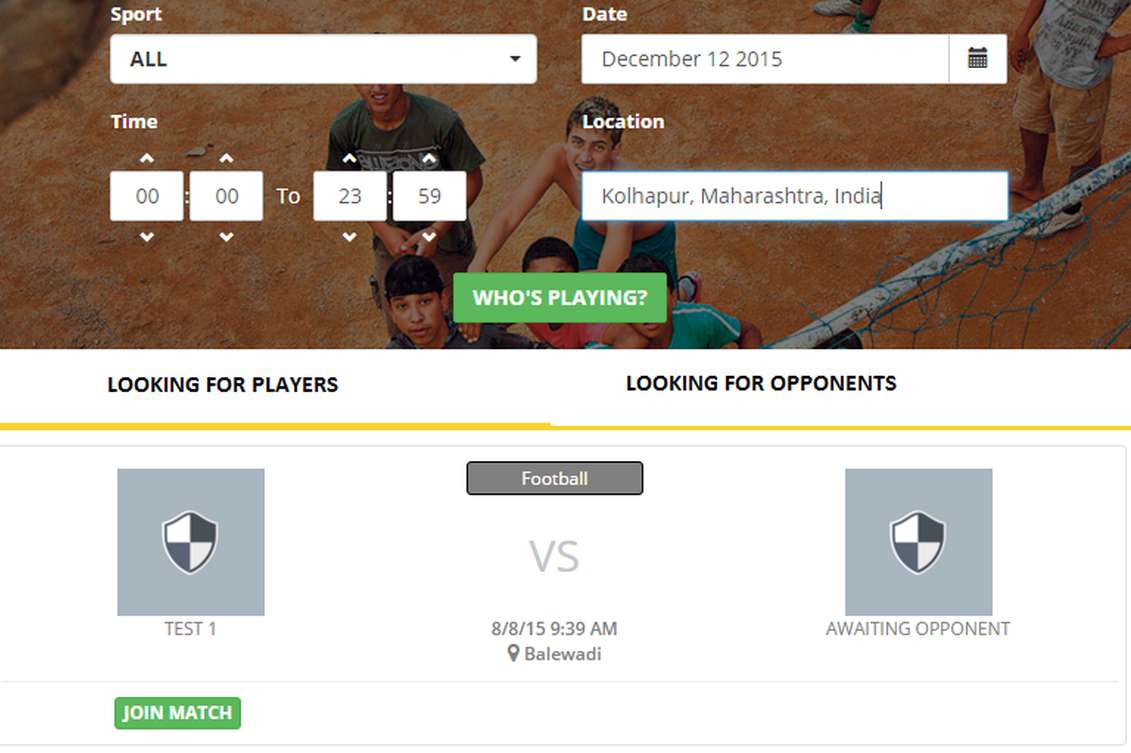 Sport
Date
ALL
December 12 2015
Time
Location
00 : 00 To 23 : 59
Kolhapur, Maharashtra, India
WHO'S PLAYING?
LOOKING FOR PLAYERS
LOOKING FOR OPPONENTS
Football
VS
TEST 1
8/8/15 9:39 AM
AWAITING OPPONENT
Balewadi
JOIN MATCH